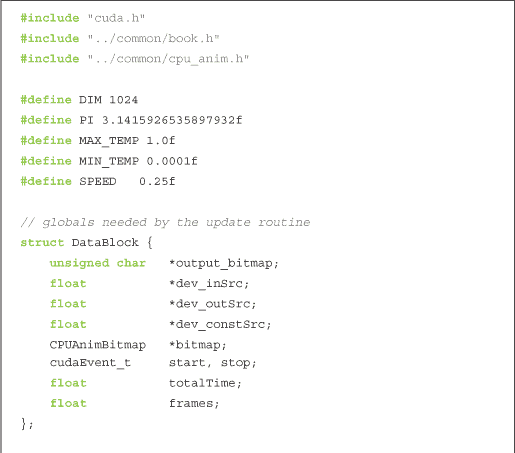 #include "cuda.h"
#include "../common/book.h"
#include "../common/cpu_anim.h"
#define DIM 1024
#define PI 3.1415926535897932f
#define MAX_TEMP 1.0f
#define MIN_TEMP 0.0001f
#define SPEED   0.25f
// globals needed by the update routine
struct DataBlock {
    unsigned char   *output_bitmap;
    float           *dev_inSrc;
    float           *dev_outSrc;
    float           *dev_constSrc;
    CPUAnimBitmap   *bitmap;
    cudaEvent_t     start, stop;
    float           totalTime;
    float           frames;
};